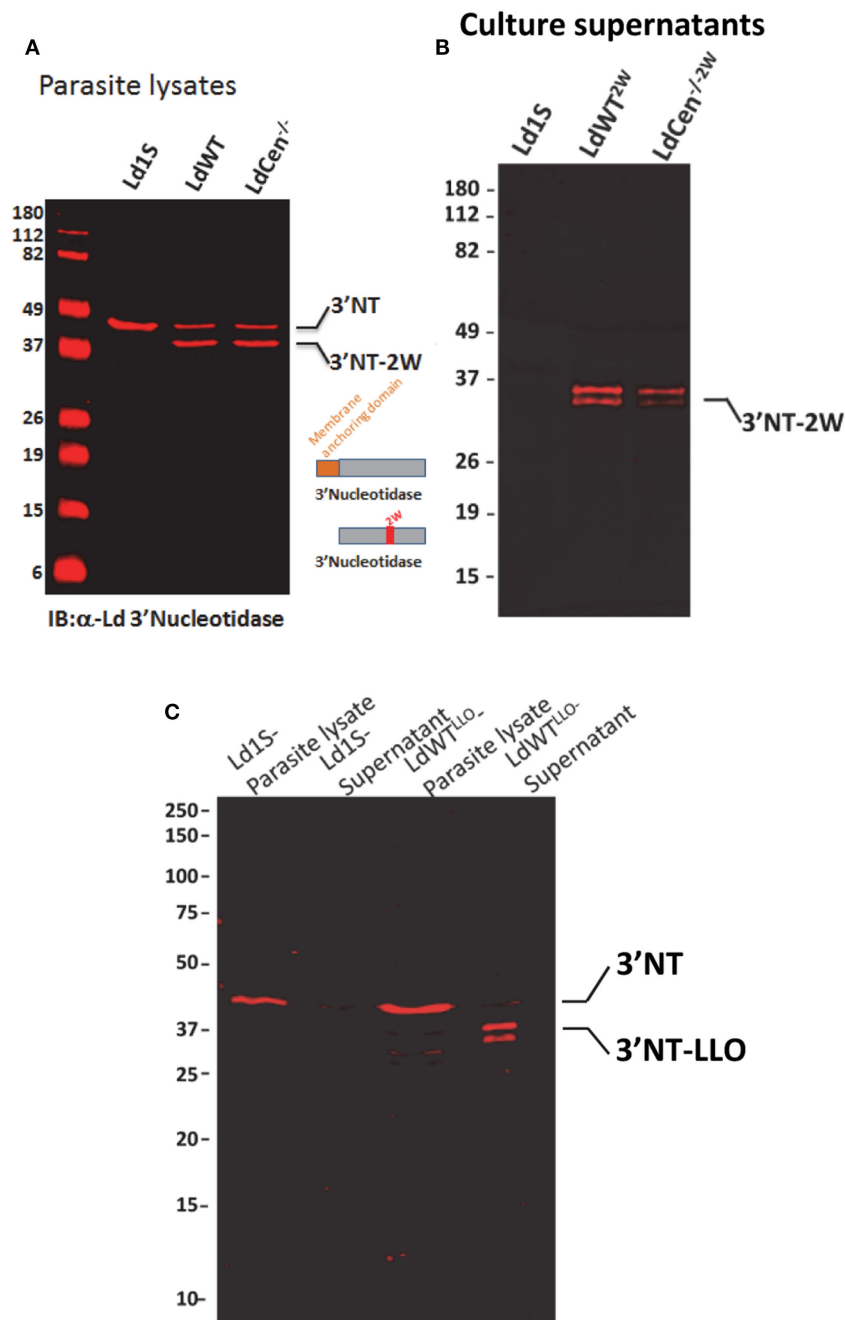 Culture supernatants
A
B
Parasite lysates
Ld1S
LdWT
LdCen-/-
Ld1S
LdWT2W
LdCen-/-2W
180
112
82
49
37
26
19
15
6
3'NT
3'NT-2W
Membrane
anchoring domain
3'Nucleotidase
2W
3'Nucleotidase
IB:α-Ld 3'Nucleotidase
180 -
112 -
82 -
49 -
37 -
26 -
19 -
15 -
3'NT-2W
C
Ld1S-
Parasite lysate
Ld1S-
Supernatant
LdWTLLO-
Parasite lysate
LdWTLLO-
Supernatant
250-
150-
100-
75-
50-
37-
25-
20-
15-
10-
3'NT
3'NT-LLO